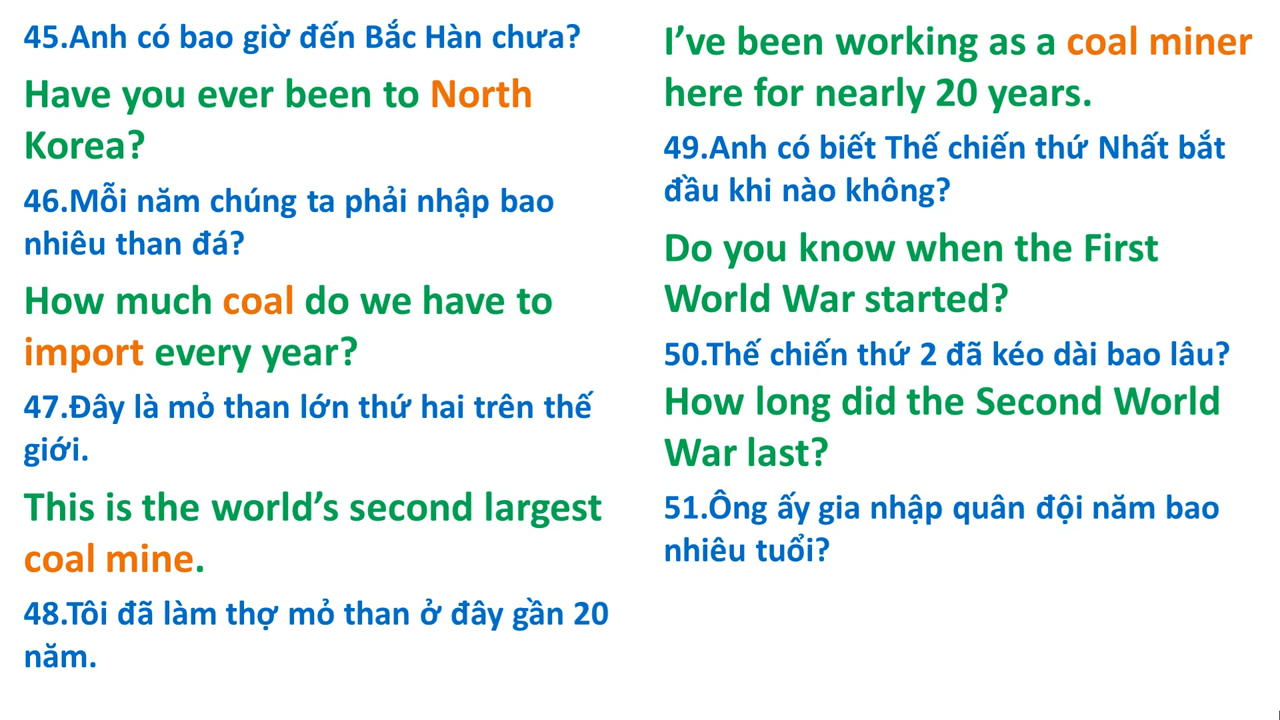 45.Anh có bao giờ đến Bắc Hàn chưa?
Have you ever been to North
Korea?
46.Mỗi năm chúng ta phải nhập bao
nhiêu than đá?
How much coal do we have to
import every year?
47.Đây là mỏ than lớn thứ hai trên thế
giới.
This is the world’s second largest
coal mine.
48.Tôi đã làm thợ mỏ than ở đây gần 20
năm.
I’ve been working as a coal miner
here for nearly 20 years.
49.Anh có biết Thế chiến thứ Nhất bắt
đầu khi nào không?
Do you know when the First
World War started?
50.Thế chiến thứ 2 đã kéo dài bao lâu?
How long did the Second World
War last?
51.Ông ấy gia nhập quân đội năm bao
nhiêu tuổi?